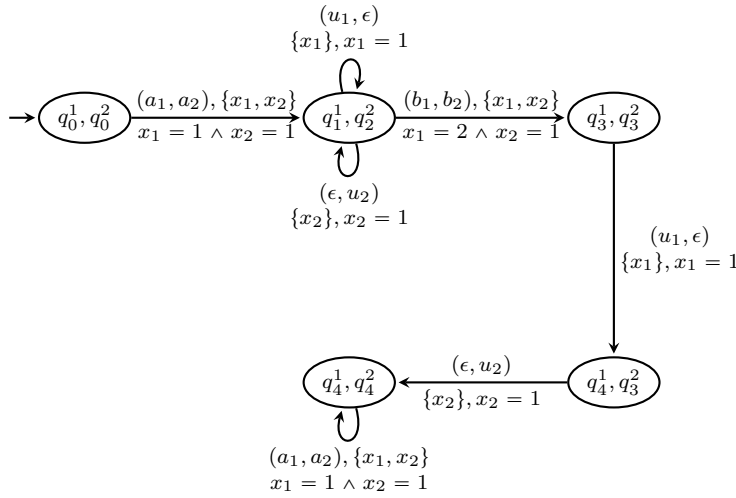 (u₁, ϵ)
{x₁}, x₁ = 1
q₀¹, q₀²
(a₁, a₂), {x₁, x₂}
x₁ = 1 ∧ x₂ = 1
q₁¹, q₂²
(b₁, b₂), {x₁, x₂}
x₁ = 2 ∧ x₂ = 1
q₃¹, q₃²
(ϵ, u₂)
{x₂}, x₂ = 1
(u₁, ϵ)
{x₁}, x₁ = 1
q₄¹, q₄²
(ϵ, u₂)
{x₂}, x₂ = 1
q₄¹, q₃²
(a₁, a₂), {x₁, x₂}
x₁ = 1 ∧ x₂ = 1